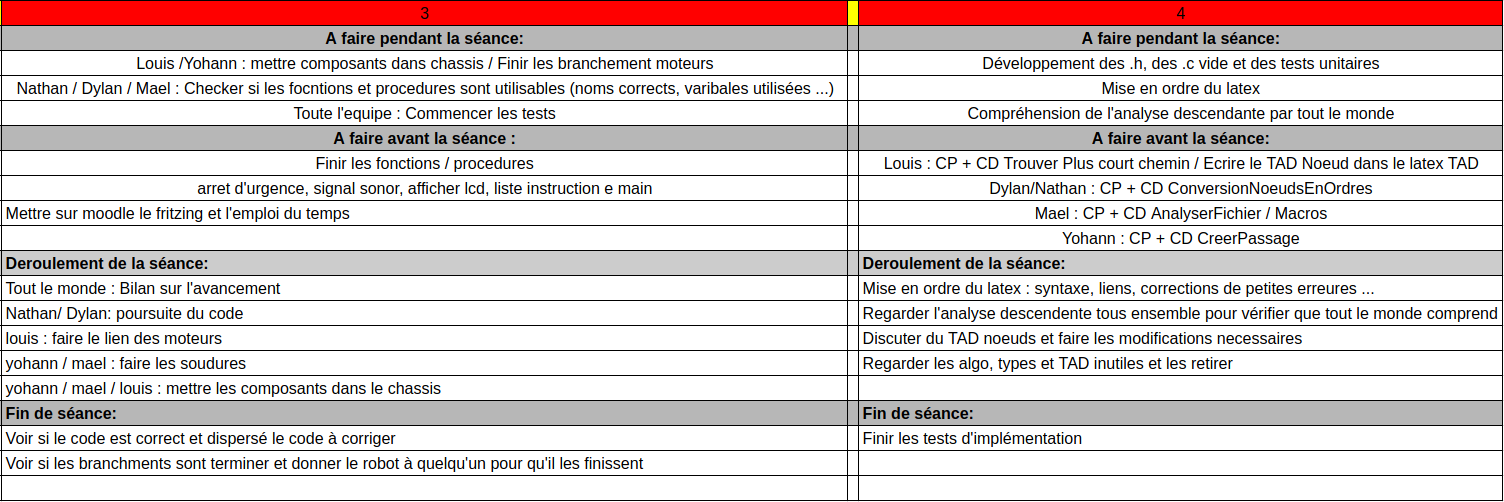 3
A faire pendant la séance:
Louis /Yohann : mettre composants dans chassis / Finir les branchement moteurs
Nathan / Dylan / Mael : Checker si les focntions et procedures sont utilisables (noms corrects, varibales utilisées ...)
Toute l'equipe : Commencer les tests
A faire avant la séance :
Finir les fonctions / procedures
arret d'urgence, signal sonor, afficher lcd, liste instruction e main
Mettre sur moodle le fritzing et l'emploi du temps
Deroulement de la séance:
Tout le monde : Bilan sur l'avancement
Nathan/ Dylan: poursuite du code
louis : faire le lien des moteurs
yohann / mael : faire les soudures
yohann / mael / louis : mettre les composants dans le chassis
Fin de séance:
Voir si le code est correct et dispersé le code à corriger
Voir si les branchments sont terminer et donner le robot à quelqu'un pour qu'il les finissent
4
A faire pendant la séance:
Développement des .h, des .c vide et des tests unitaires
Mise en ordre du latex
Compréhension de l'analyse descendante par tout le monde
A faire avant la séance:
Louis : CP + CD Trouver Plus court chemin / Ecrire le TAD Noeud dans le latex TAD
Dylan/Nathan : CP + CD ConversionNoeudsEnOrdres
Mael : CP + CD AnalyserFichier / Macros
Yohann : CP + CD CreerPassage
Deroulement de la séance:
Mise en ordre du latex : syntaxe, liens, corrections de petites erreures ...
Regarder l'analyse descendente tous ensemble pour vérifier que tout le monde comprend
Discuter du TAD noeuds et faire les modifications necessaires
Regarder les algo, types et TAD inutiles et les retirer
Fin de séance:
Finir les tests d'implémentation